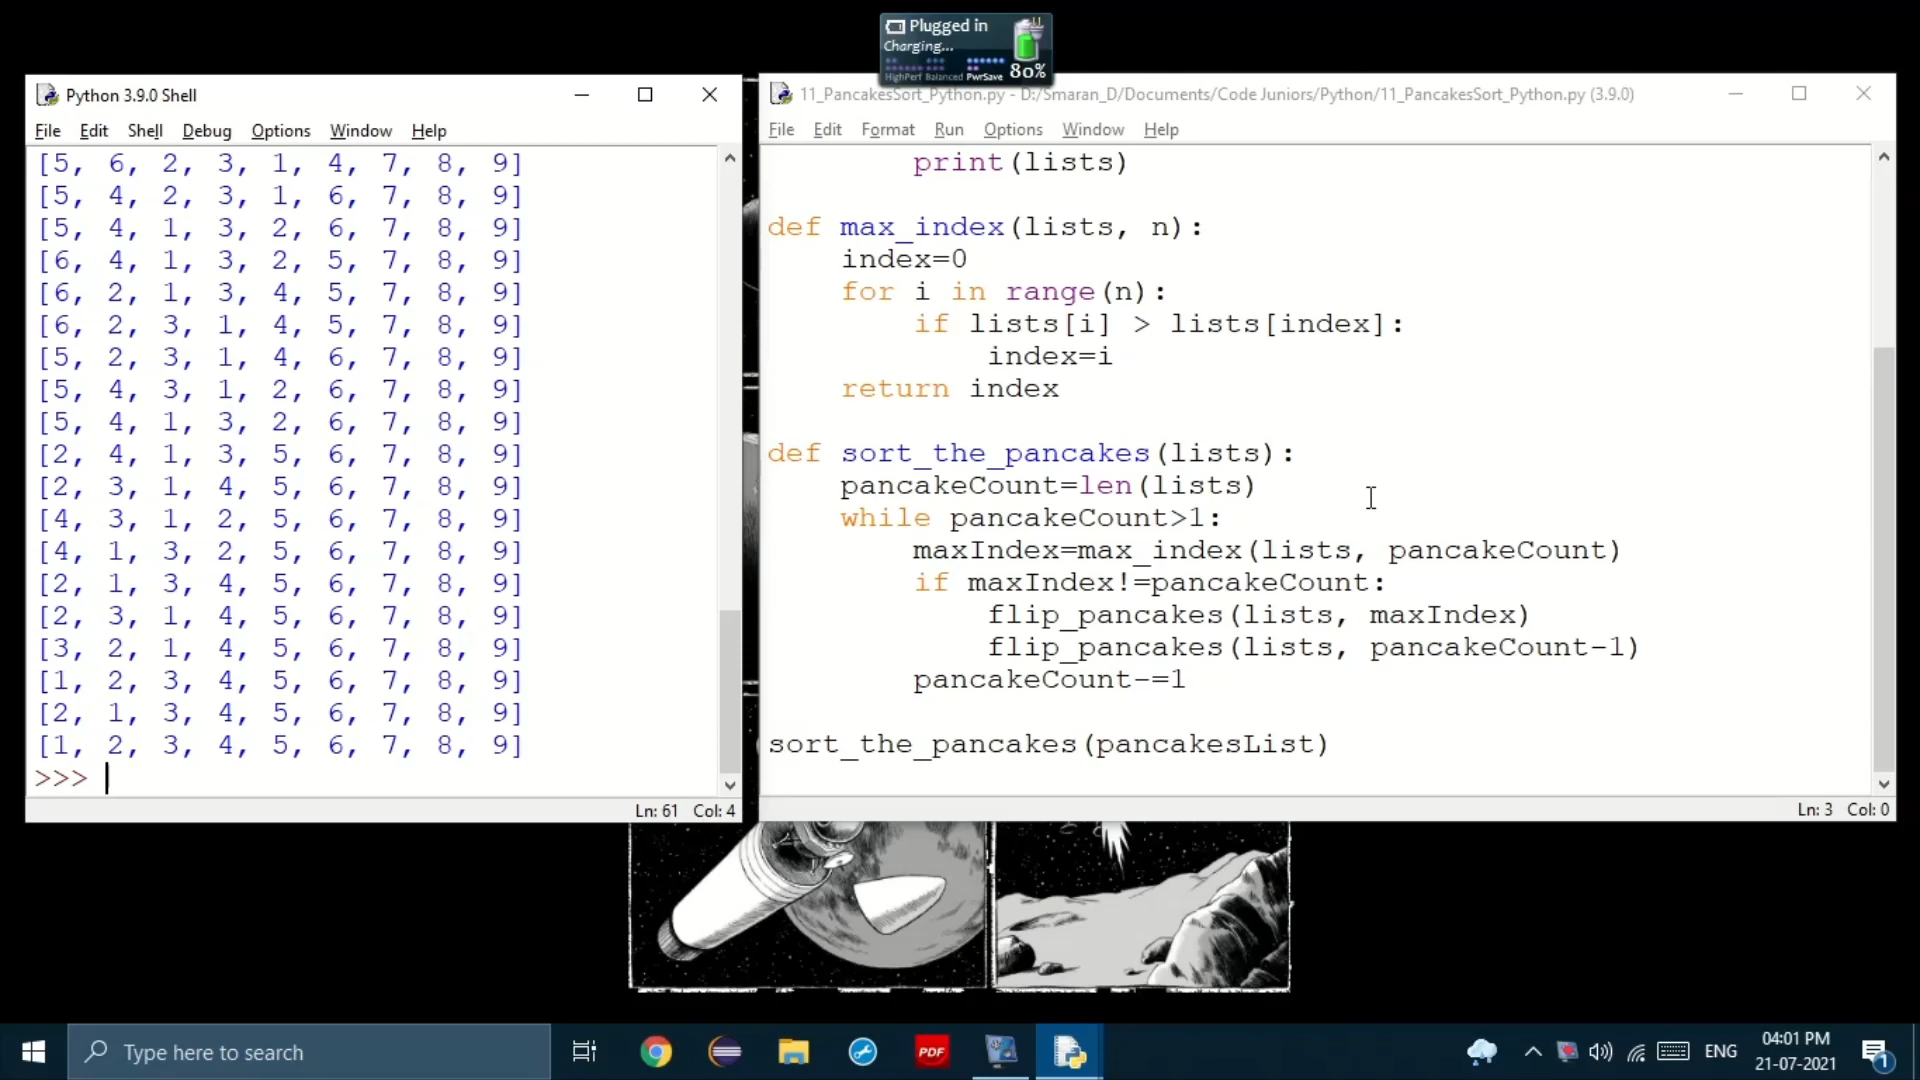 Plugged in
Charging...
HighPerf Balanced PwrSave 80%
Python 3.9.0 Shell
File Edit Shell Debug Options Window Help
[5, 6, 2, 3, 1, 4, 7, 8, 9]
[5, 4, 2, 3, 1, 6, 7, 8, 9]
[5, 4, 1, 3, 2, 6, 7, 8, 9]
[6, 4, 1, 3, 2, 5, 7, 8, 9]
[6, 2, 1, 3, 4, 5, 7, 8, 9]
[6, 2, 3, 1, 4, 5, 7, 8, 9]
[5, 2, 3, 1, 4, 6, 7, 8, 9]
[5, 4, 3, 1, 2, 6, 7, 8, 9]
[5, 4, 1, 3, 2, 6, 7, 8, 9]
[2, 4, 1, 3, 5, 6, 7, 8, 9]
[2, 3, 1, 4, 5, 6, 7, 8, 9]
[4, 3, 1, 2, 5, 6, 7, 8, 9]
[4, 1, 3, 2, 5, 6, 7, 8, 9]
[2, 1, 3, 4, 5, 6, 7, 8, 9]
[2, 3, 1, 4, 5, 6, 7, 8, 9]
[3, 2, 1, 4, 5, 6, 7, 8, 9]
[1, 2, 3, 4, 5, 6, 7, 8, 9]
[2, 1, 3, 4, 5, 6, 7, 8, 9]
[1, 2, 3, 4, 5, 6, 7, 8, 9]
>>>
Ln: 61 Col: 4
11_PancakesSort_Python.py - D:/Smaran_D/Documents/Code Juniors/Python/11_PancakesSort_Python.py (3.9.0)
File Edit Format Run Options Window Help
        print(lists)
def max_index(lists, n):
    index=0
    for i in range(n):
        if lists[i] > lists[index]:
            index=i
    return index
def sort_the_pancakes(lists):
    pancakeCount=len(lists)
    while pancakeCount>1:
        maxIndex=max_index(lists, pancakeCount)
        if maxIndex!=pancakeCount:
            flip_pancakes(lists, maxIndex)
            flip_pancakes(lists, pancakeCount-1)
        pancakeCount-=1
sort_the_pancakes(pancakesList)
Ln: 3 Col: 0
Type here to search
PDF
ENG
04:01 PM
21-07-2021
1